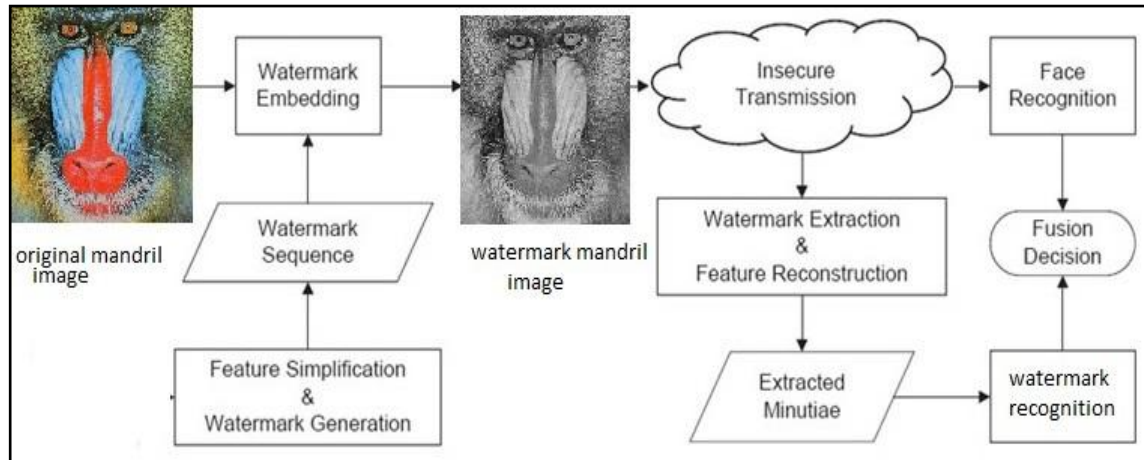 Watermark
Embedding
Insecure
Transmission
Face
Recognition
original mandril
image
Watermark
Sequence
watermark mandril
image
Watermark Extraction
&
Feature Reconstruction
Fusion
Decision
Feature Simplification
&
Watermark Generation
Extracted
Minutiae
watermark
recognition